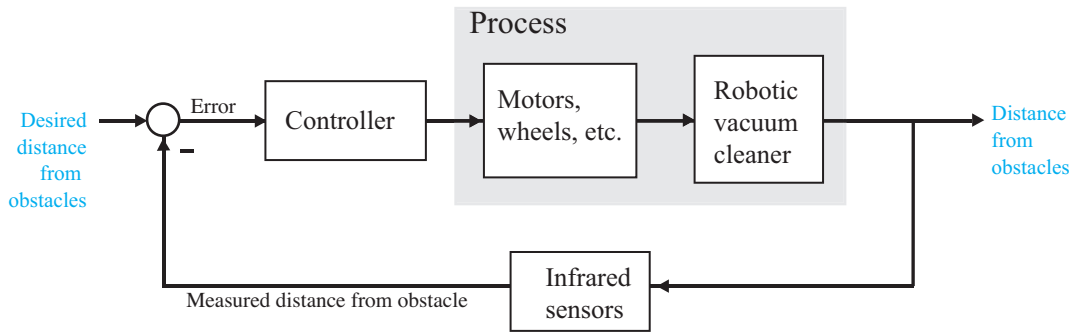 Process
Desired
distance
from
obstacles
Error
–
Controller
Motors,
wheels, etc.
Robotic
vacuum
cleaner
Distance
from
obstacles
Infrared
sensors
Measured distance from obstacle